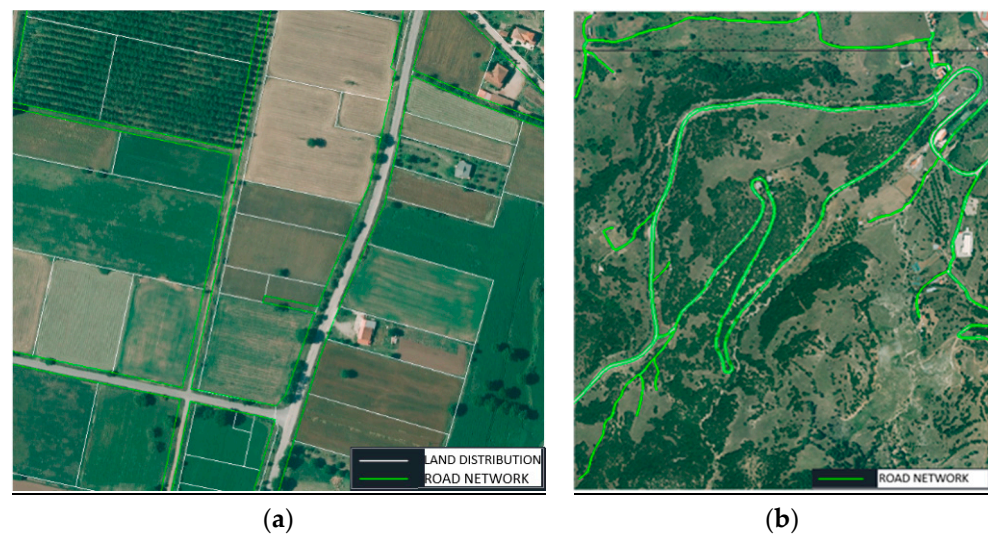 LAND DISTRIBUTION
ROAD NETWORK
ROAD NETWORK
(a)
(b)